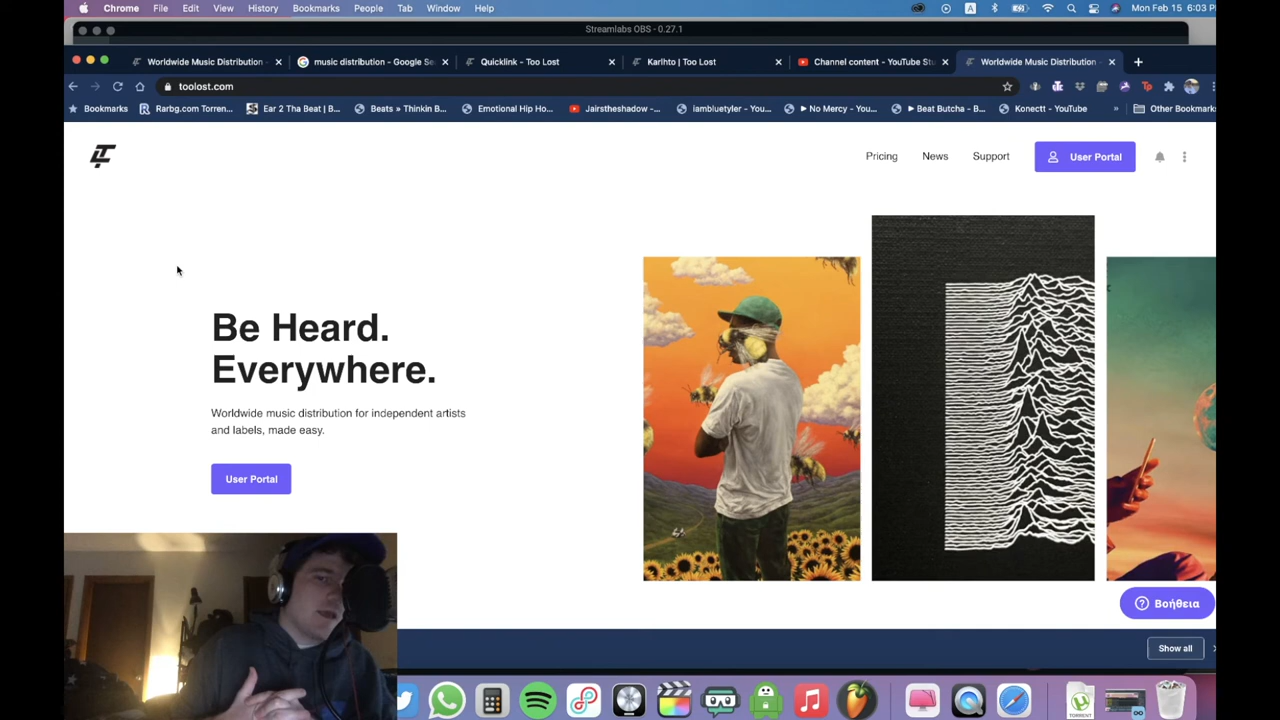 Chrome File Edit View History Bookmarks People Tab Window Help
A
Mon Feb 15 6:03
Streamlabs OBS - 0.27.1
Worldwide Music Distribution
music distribution - Google Se
Quicklink - Too Lost
Karlhto | Too Lost
Channel content - YouTube Stu
Worldwide Music Distribution
toolost.com
Bookmarks
Rarbg.com Torren...
Ear 2 Tha Beat | B...
Beats » Thinkin B...
Emotional Hip Ho...
Jairstheshadow -...
iambluetyler - Yo...
No Mercy - You...
Beat Butcha - B...
Konectt - YouTube
»
Other Bookmarks
Pricing
News
Support
User Portal
Be Heard.
Everywhere.
Worldwide music distribution for independent artists
and labels, made easy.
User Portal
Βοήθεια
Show all
TORRENT